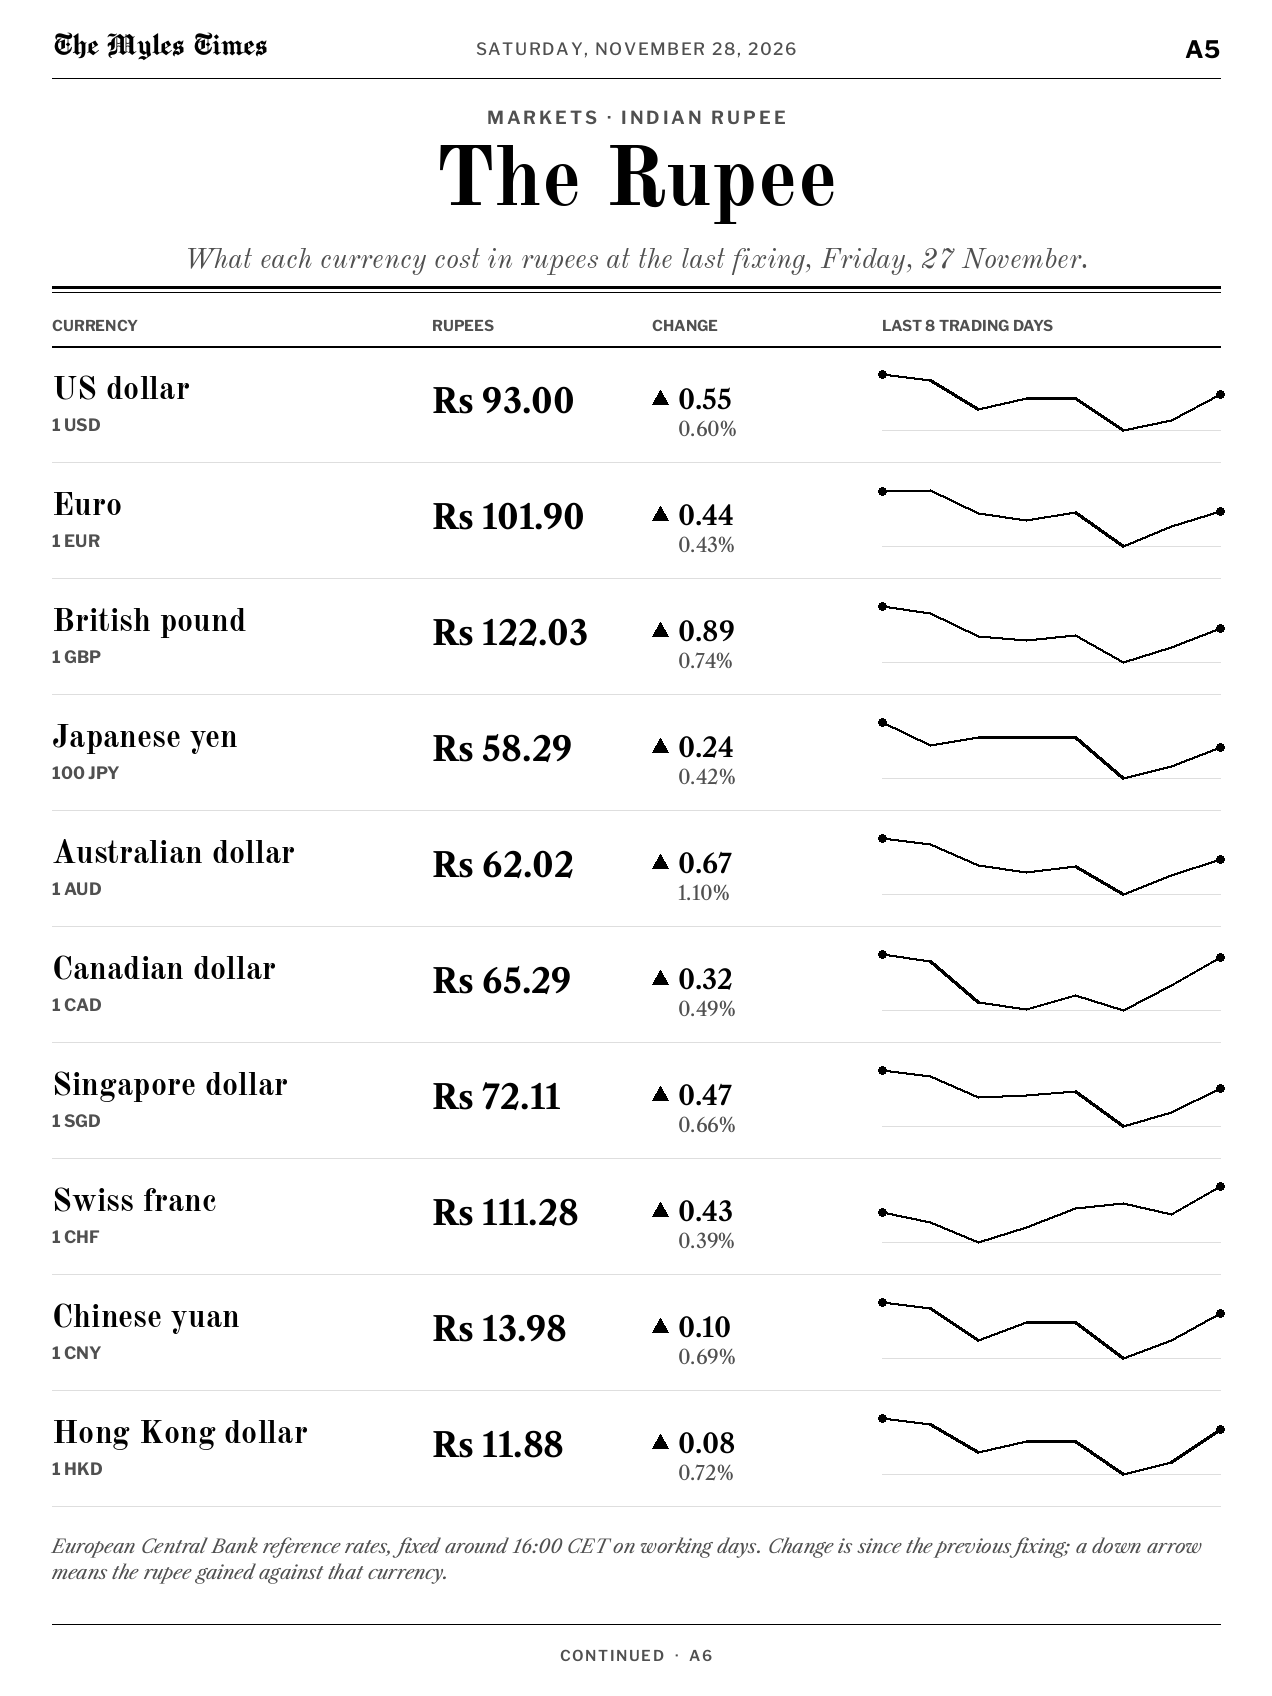 The Myles Times
SATURDAY, NOVEMBER 28, 2026
A5
MARKETS · INDIAN RUPEE
The Rupee
What each currency cost in rupees at the last fixing, Friday, 27 November.
CURRENCY RUPEES CHANGE LAST 8 TRADING DAYS
US dollar
1 USD
Rs 93.00
▲ 0.55
0.60%
Euro
1 EUR
Rs 101.90
▲ 0.44
0.43%
British pound
1 GBP
Rs 122.03
▲ 0.89
0.74%
Japanese yen
100 JPY
Rs 58.29
▲ 0.24
0.42%
Australian dollar
1 AUD
Rs 62.02
▲ 0.67
1.10%
Canadian dollar
1 CAD
Rs 65.29
▲ 0.32
0.49%
Singapore dollar
1 SGD
Rs 72.11
▲ 0.47
0.66%
Swiss franc
1 CHF
Rs 111.28
▲ 0.43
0.39%
Chinese yuan
1 CNY
Rs 13.98
▲ 0.10
0.69%
Hong Kong dollar
1 HKD
Rs 11.88
▲ 0.08
0.72%
European Central Bank reference rates, fixed around 16:00 CET on working days. Change is since the previous fixing; a down arrow
means the rupee gained against that currency.
CONTINUED · A6